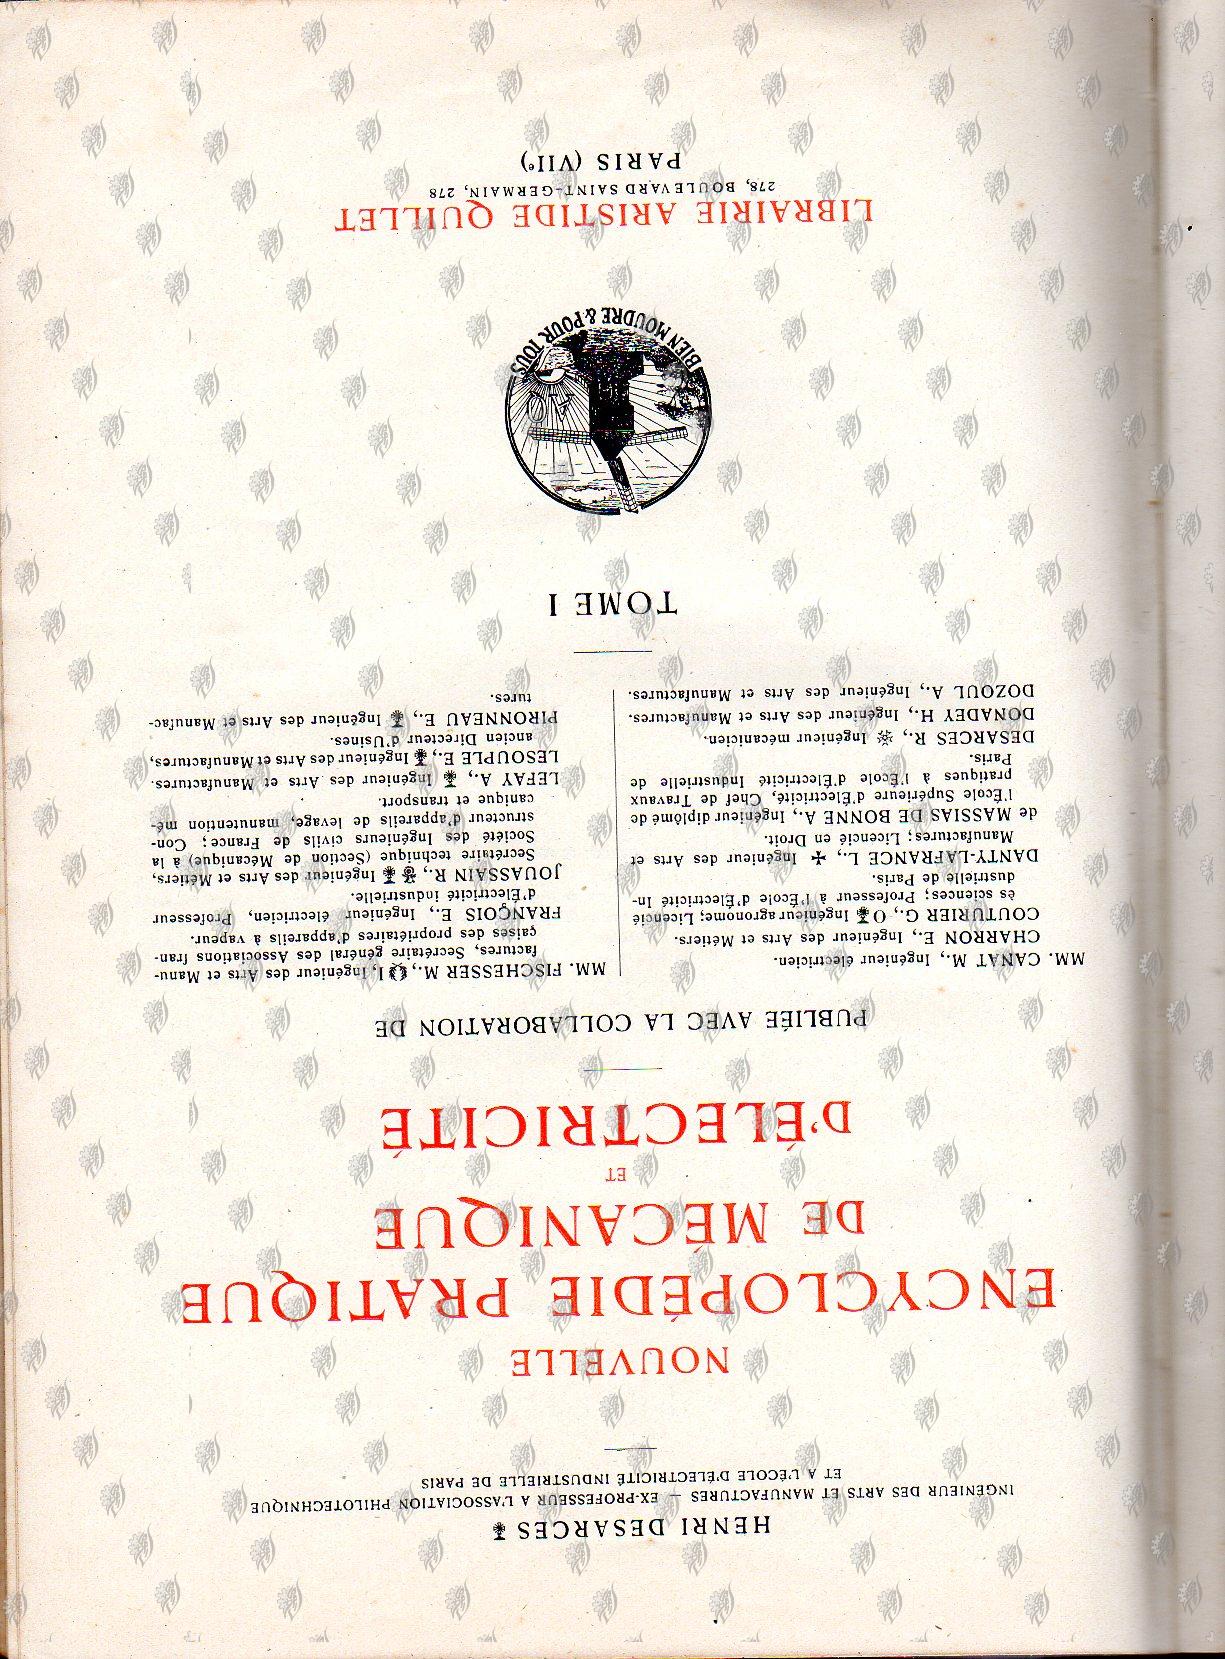 HENRI DESARCES
INGÉNIEUR DES ARTS ET MANUFACTURES — EX-PROFESSEUR A L'ASSOCIATION PHILOTECHNIQUE
ET A L'ÉCOLE D'ÉLECTRICITÉ INDUSTRIELLE DE PARIS
NOUVELLE
ENCYCLOPÉDIE PRATIQUE
DE MÉCANIQUE
ET
D'ÉLECTRICITÉ
PUBLIÉE AVEC LA COLLABORATION DE
MM. CANAT M., Ingénieur électricien.
CHARRON E., Ingénieur des Arts et Métiers.
COUTURIER G., O Ingénieur agronome; Licencié
ès sciences; Professeur à l'École d'Électricité In-
dustrielle de Paris.
DANTY-LAFRANCE L., ✠ Ingénieur des Arts et
Manufactures; Licencié en Droit.
de MASSIAS DE BONNE A., Ingénieur diplômé de
l'École Supérieure d'Électricité, Chef de Travaux
pratiques à l'École d'Électricité Industrielle de
Paris.
DESARCES R., Ingénieur mécanicien.
DONADEY H., Ingénieur des Arts et Manufactures.
DOZOUL A., Ingénieur des Arts et Manufactures.
MM. FISCHESSER M., I, Ingénieur des Arts et Manu-
factures, Secrétaire général des Associations fran-
çaises des propriétaires d'appareils à vapeur.
FRANÇOIS E., Ingénieur électricien, Professeur
d'Électricité industrielle.
JOUASSAIN R., Ingénieur des Arts et Métiers,
Secrétaire technique (Section de Mécanique) à la
Société des Ingénieurs civils de France; Con-
structeur d'appareils de levage, manutention mé-
canique et transport.
LEFAY A., Ingénieur des Arts et Manufactures.
LESOUPLE E., Ingénieur des Arts et Manufactures,
ancien Directeur d'Usines.
PIRONNEAU E., Ingénieur des Arts et Manufac-
tures.
TOME I
AQ
BIEN MOUDRE & POUR TOUS
LIBRAIRIE ARISTIDE QUILLET
278, BOULEVARD SAINT-GERMAIN, 278
PARIS (VIIe)